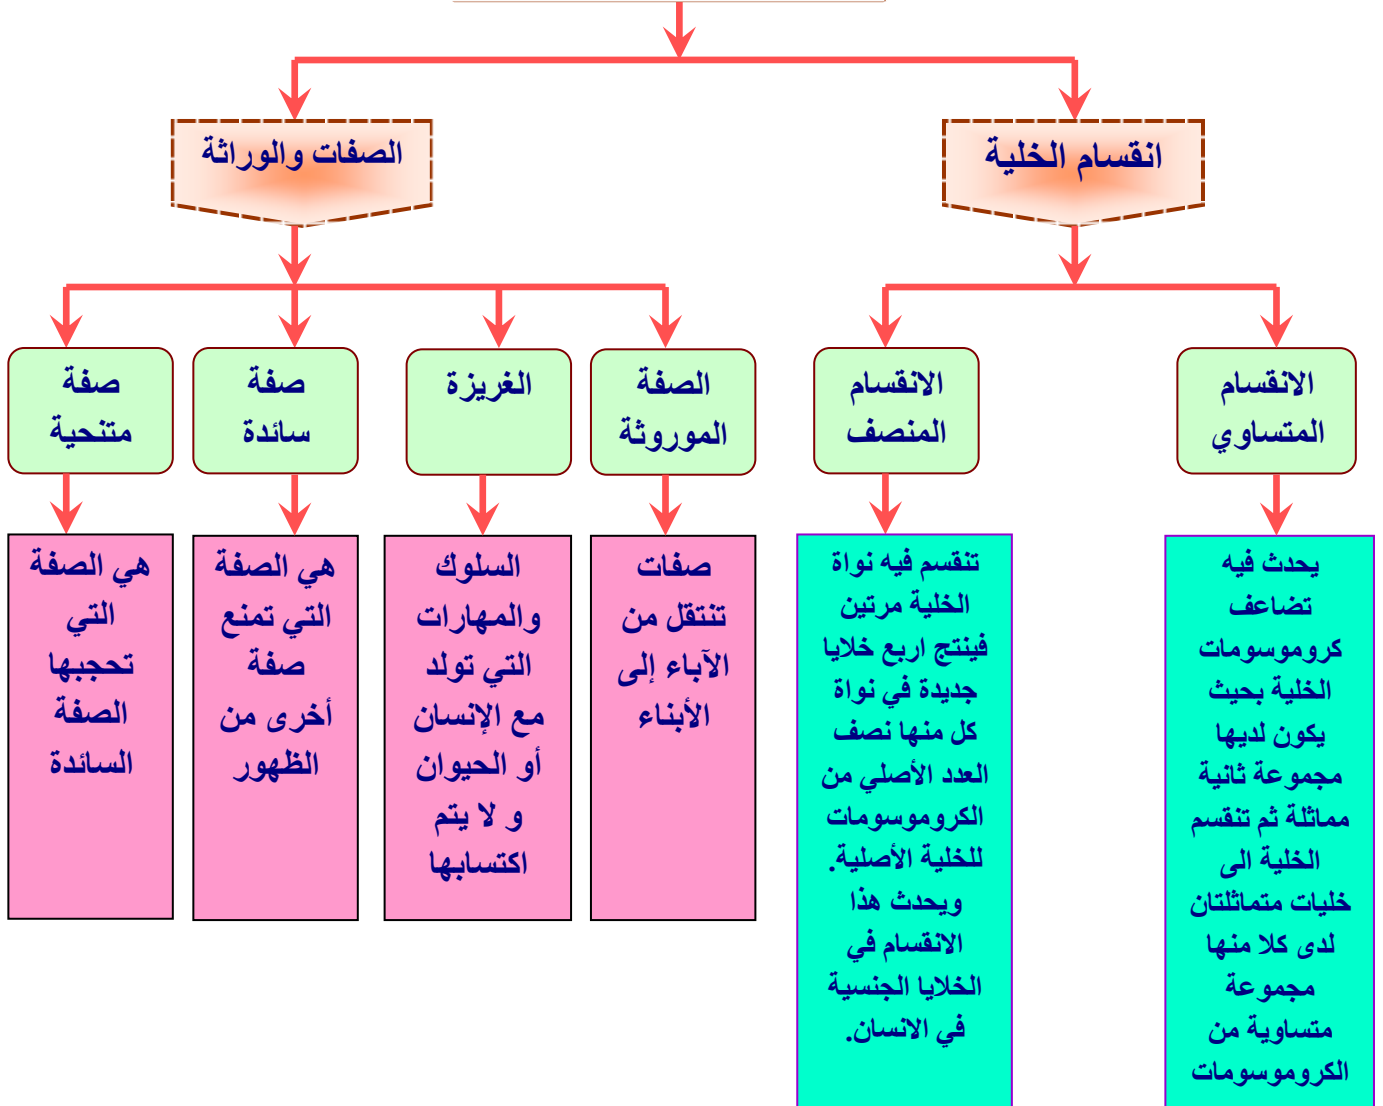 انقسام الخلية
الصفات والوراثة
الانقسام
المتساوي
الانقسام
المنصف
الصفة
الموروثة
الغريزة
صفة
سائدة
صفة
متنحية
يحدث فيه
تضاعف
كروموسومات
الخلية بحيث
يكون لديها
مجموعة ثانية
مماثلة ثم تنقسم
الخلية الى
خليات متماثلتان
لدى كلا منها
مجموعة
متساوية من
الكروموسومات
تنقسم فيه نواة
الخلية مرتين
فينتج اربع خلايا
جديدة في نواة
كل منها نصف
العدد الأصلي من
الكروموسومات
للخلية الأصلية.
ويحدث هذا
الانقسام في
الخلايا الجنسية
في الانسان.
صفات
تنتقل من
الآباء إلى
الأبناء
السلوك
والمهارات
التي تولد
مع الإنسان
أو الحيوان
و لا يتم
اكتسابها
هي الصفة
التي تمنع
صفة
أخرى من
الظهور
هي الصفة
التي
تحجبها
الصفة
السائدة